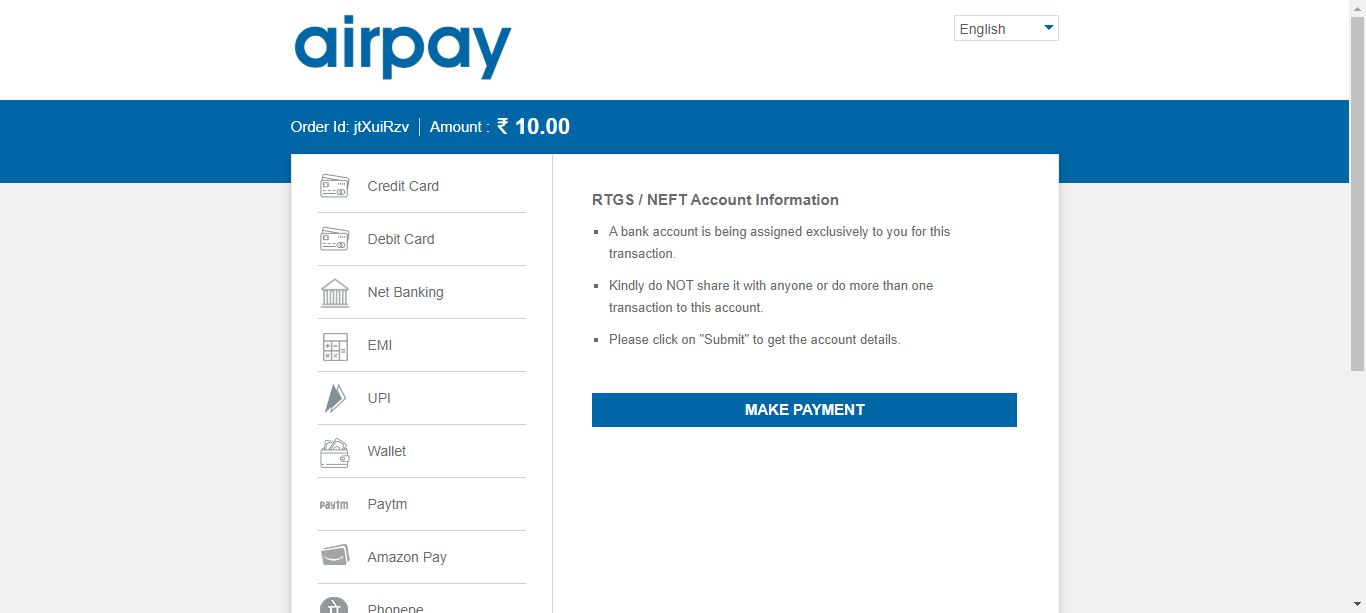 airpay
English
Order Id: jtXuiRzv | Amount : ₹ 10.00
Credit Card
Debit Card
Net Banking
EMI
UPI
Wallet
Paytm
Paytm
Amazon Pay
Phonepe
RTGS / NEFT Account Information
▪ A bank account is being assigned exclusively to you for this
transaction.
▪ Kindly do NOT share it with anyone or do more than one
transaction to this account.
▪ Please click on "Submit" to get the account details.
MAKE PAYMENT